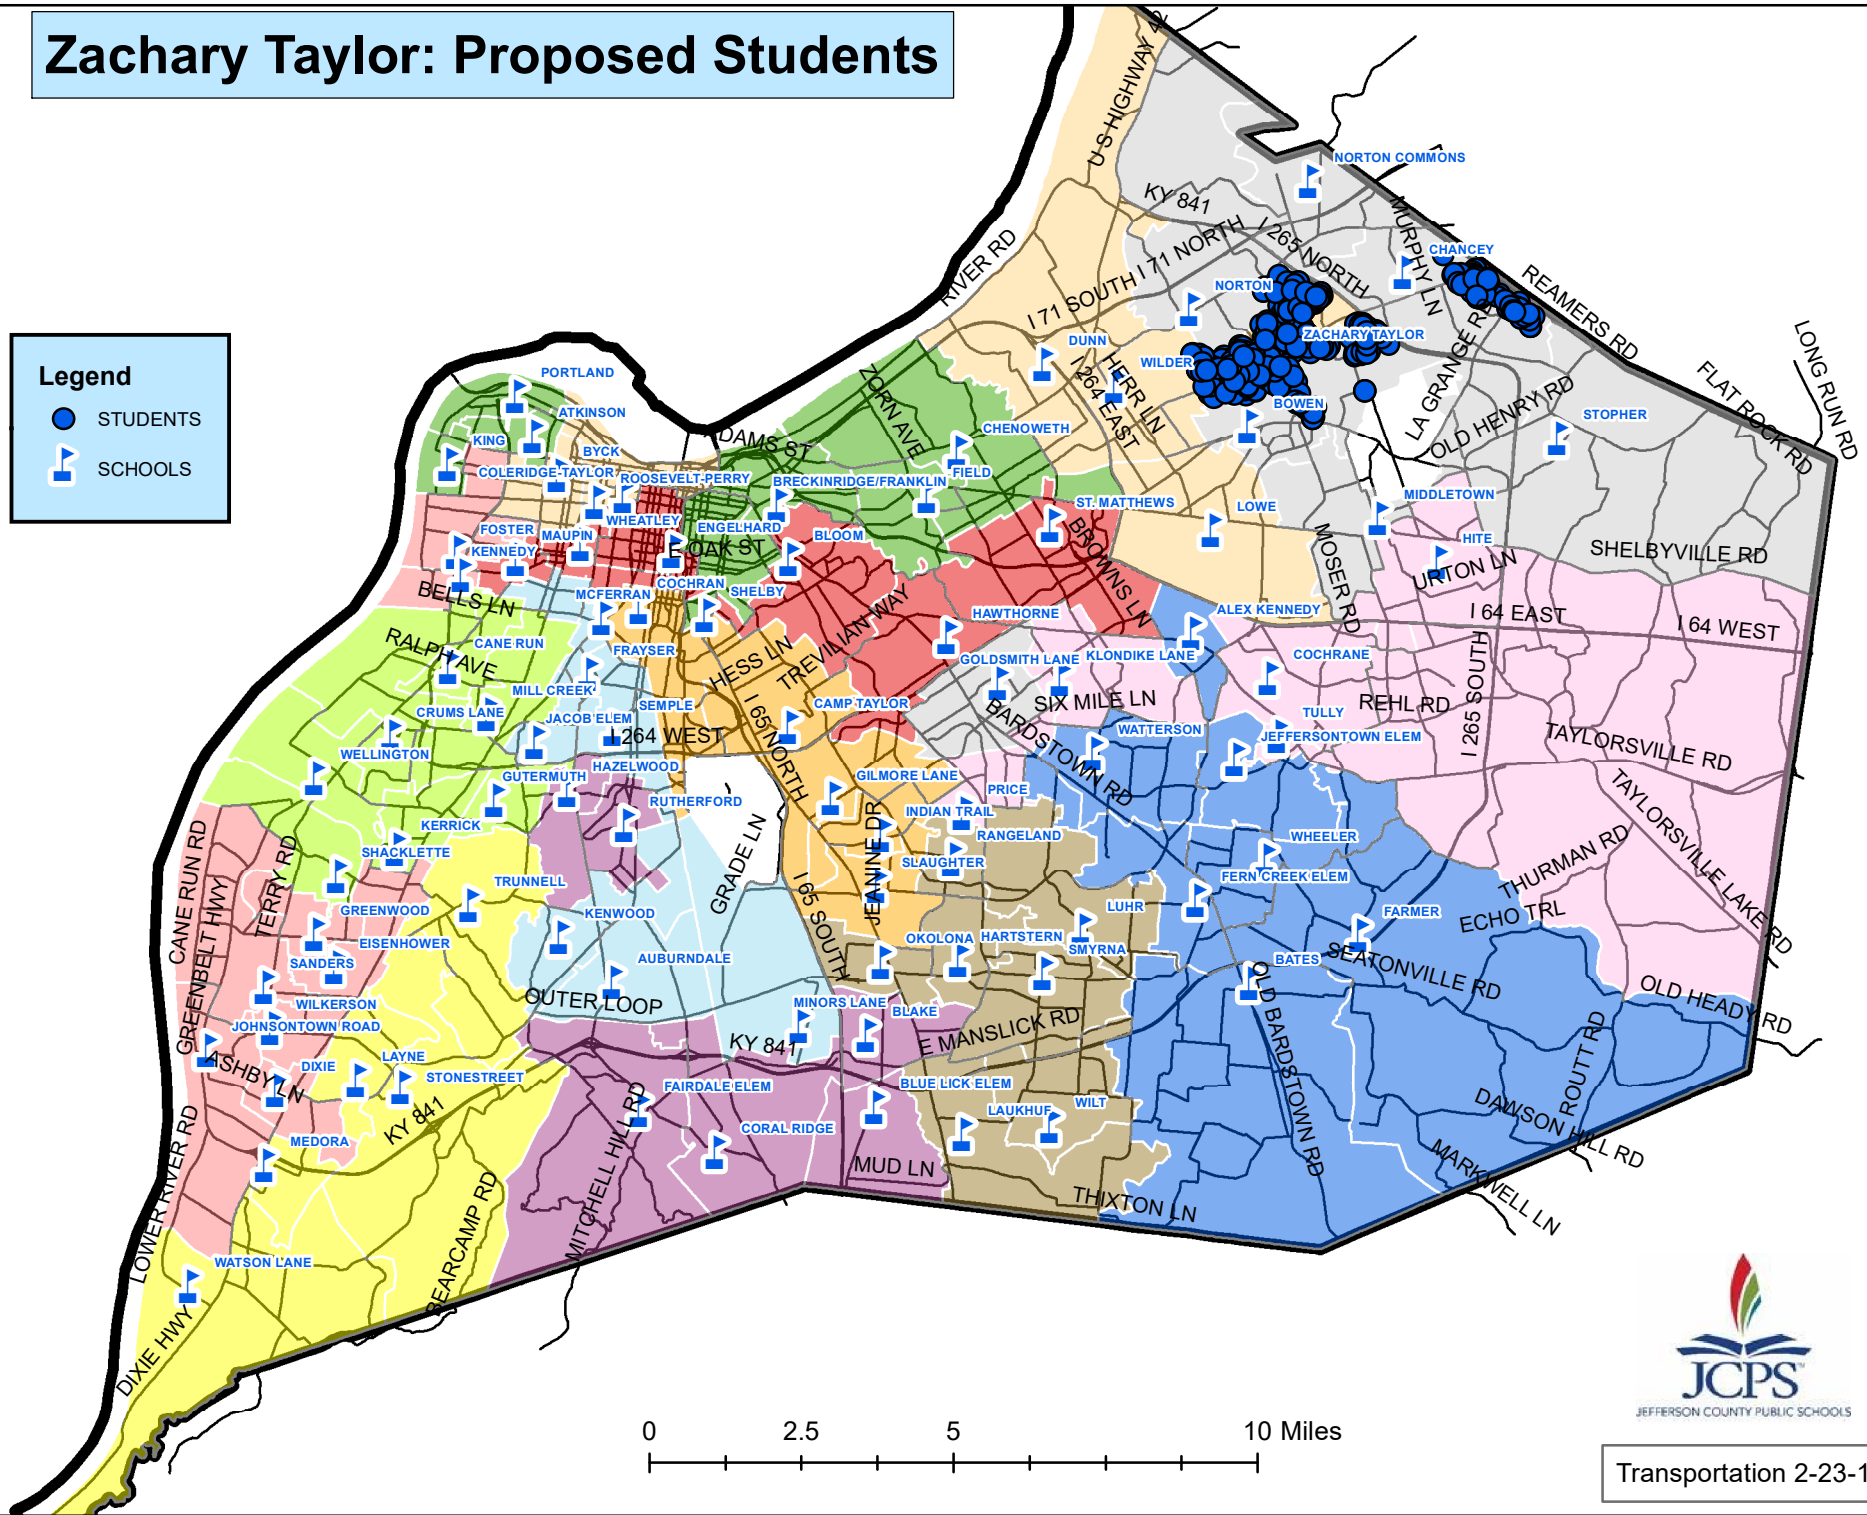 Zachary Taylor: Proposed Students
U S HIGHWAY 42
NORTON COMMONS
KY 841
MURPHY LN
I 265 NORTH
I 71 NORTH
CHANCEY
RIVER RD
REAMERS RD
NORTON
I 71 SOUTH
LONG RUN RD
ZACHARY TAYLOR
DUNN
WILDER
HERR LN
I 264 EAST
LA GRANGE RD
FLAT ROCK RD
Legend
STUDENTS
SCHOOLS
PORTLAND
ZORN AVE
OLD HENRY RD
BOWEN
STOPHER
ATKINSON
KING
BYCK
ADAMS ST
CHENOWETH
COLERIDGE-TAYLOR
ROOSEVELT-PERRY
BRECKINRIDGE/FRANKLIN
FIELD
MIDDLETOWN
ST. MATTHEWS
LOWE
WHEATLEY
FOSTER
MAUPIN
ENGELHARD
BLOOM
BROWNS LN
MOSER RD
HITE
KENNEDY
E OAK ST
SHELBYVILLE RD
URTON LN
BELLS LN
MCFERRAN
COCHRAN
SHELBY
TREVILIAN WAY
HAWTHORNE
ALEX KENNEDY
I 64 EAST
I 64 WEST
RALPH AVE
CANE RUN
FRAYSER
HESS LN
GOLDSMITH LANE
KLONDIKE LANE
COCHRANE
I 265 SOUTH
MILL CREEK
SEMPLE
CAMP TAYLOR
SIX MILE LN
REHL RD
CRUMS LANE
JACOB ELEM
I 65 NORTH
BARDSTOWN RD
WATTERSON
TULLY
I 264 WEST
JEFFERSONTOWN ELEM
TAYLORSVILLE RD
WELLINGTON
GUTERMUTH
HAZELWOOD
GILMORE LANE
PRICE
RUTHERFORD
INDIAN TRAIL
TAYLORSVILLE LAKE RD
KERRICK
JEANINE DR
RANGELAND
WHEELER
THURMAN RD
SHACKLETTE
GRADE LN
SLAUGHTER
CANE RUN RD
TERRY RD
GREENBELT HWY
TRUNNELL
I 65 SOUTH
FERN CREEK ELEM
GREENWOOD
KENWOOD
LUHR
FARMER
ECHO TRL
EISENHOWER
OKOLONA
HARTSTERN
SMYRNA
SANDERS
AUBURNDALE
BATES
SEATONVILLE RD
OLD HEADY RD
WILKERSON
OUTER LOOP
MINORS LANE
BLAKE
JOHNSONTOWN ROAD
KY 841
E MANSLICK RD
OLD BARDSTOWN RD
ROUTT RD
ASHBY LN
DIXIE
LAYNE
STONESTREET
FAIRDALE ELEM
BLUE LICK ELEM
LAUKHUF
WILT
DAWSON HILL RD
KY 841
CORAL RIDGE
MEDORA
MITCHELL HILL RD
MUD LN
MARKWELL LN
LOWER RIVER RD
BEARCAMP RD
THIXTON LN
WATSON LANE
DIXIE HWY
JCPS
JEFFERSON COUNTY PUBLIC SCHOOLS
0 2.5 5 10 Miles
Transportation 2-23-1